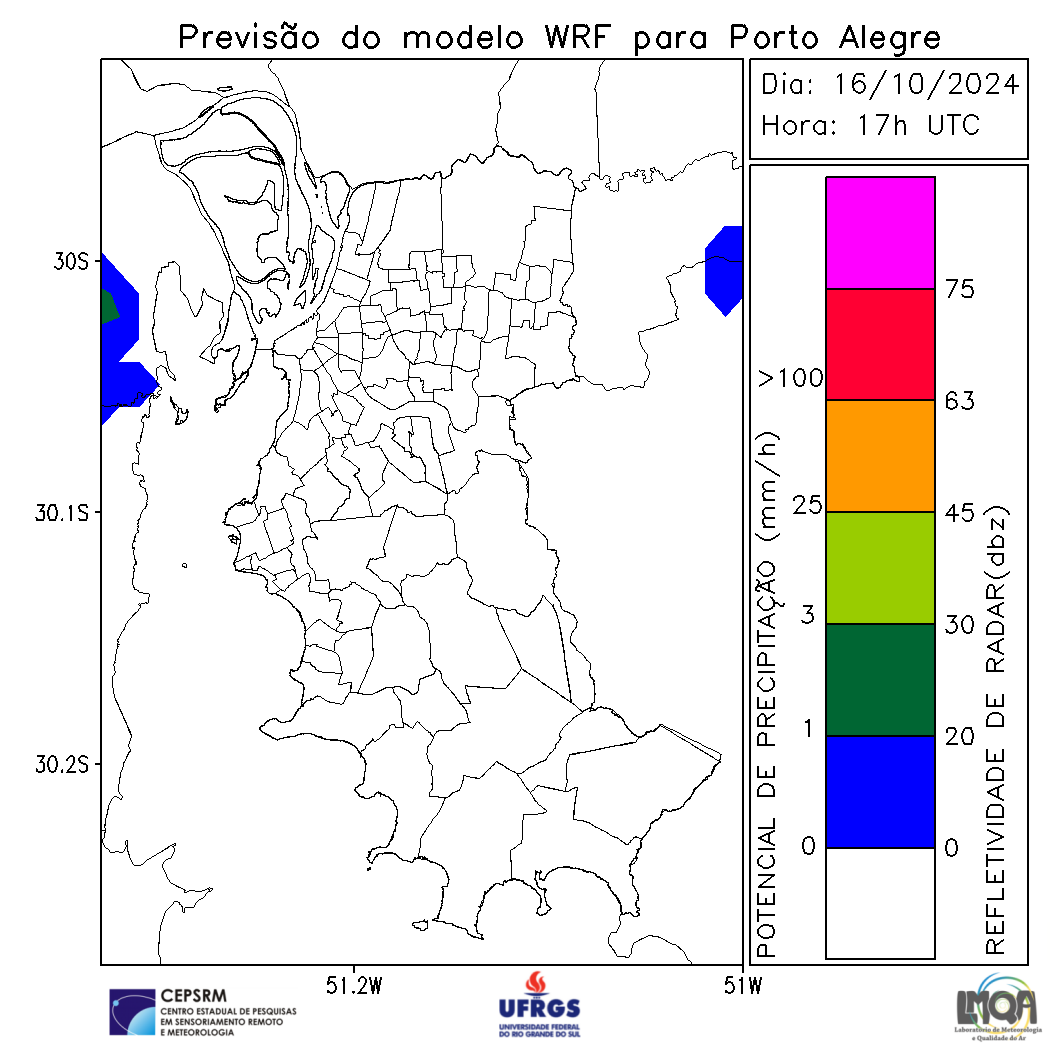 Previsão do modelo WRF para Porto Alegre
Dia: 16/10/2024
Hora: 17h UTC
30S
30.1S
30.2S
51.2W
51W
POTENCIAL DE PRECIPITAÇÃO (mm/h)
>100
25
3
1
0
75
63
45
30
20
0
REFLETIVIDADE DE RADAR(dbz)
CEPSRM
CENTRO ESTADUAL DE PESQUISAS
EM SENSORIAMENTO REMOTO
E METEOROLOGIA
UFRGS
UNIVERSIDADE FEDERAL
DO RIO GRANDE DO SUL
LMQA
Laboratório de Meteorologia
e Qualidade do Ar